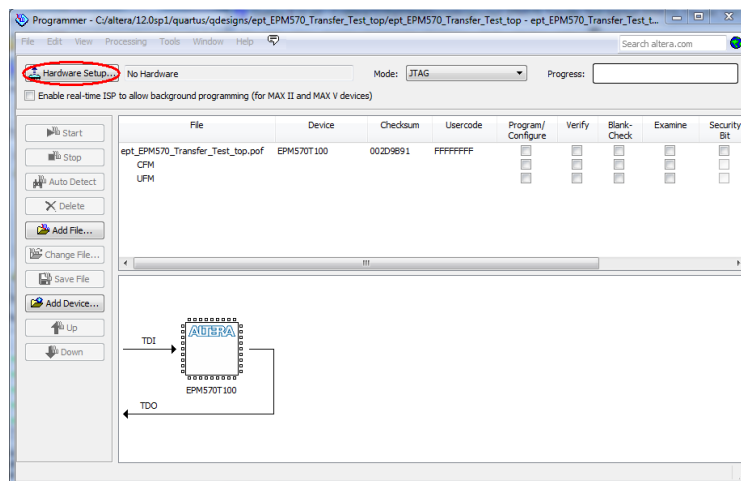 Programmer - C:/altera/12.0sp1/quartus/qdesigns/ept_EPM570_Transfer_Test_top/ept_EPM570_Transfer_Test_top - ept_EPM570_Transfer_Test_t...
File Edit View Processing Tools Window Help
Search altera.com
Hardware Setup... No Hardware Mode: JTAG Progress:
Enable real-time ISP to allow background programming (for MAX II and MAX V devices)
File Device Checksum Usercode Program/ Verify Blank- Examine Security
Configure Check Bit
ept_EPM570_Transfer_Test_top.pof EPM570T100 002D9B91 FFFFFFFF
CFM
UFM
Start
Stop
Auto Detect
Delete
Add File...
Change File...
Save File
Add Device...
Up
Down
ALTERA
TDI
EPM570T100
TDO